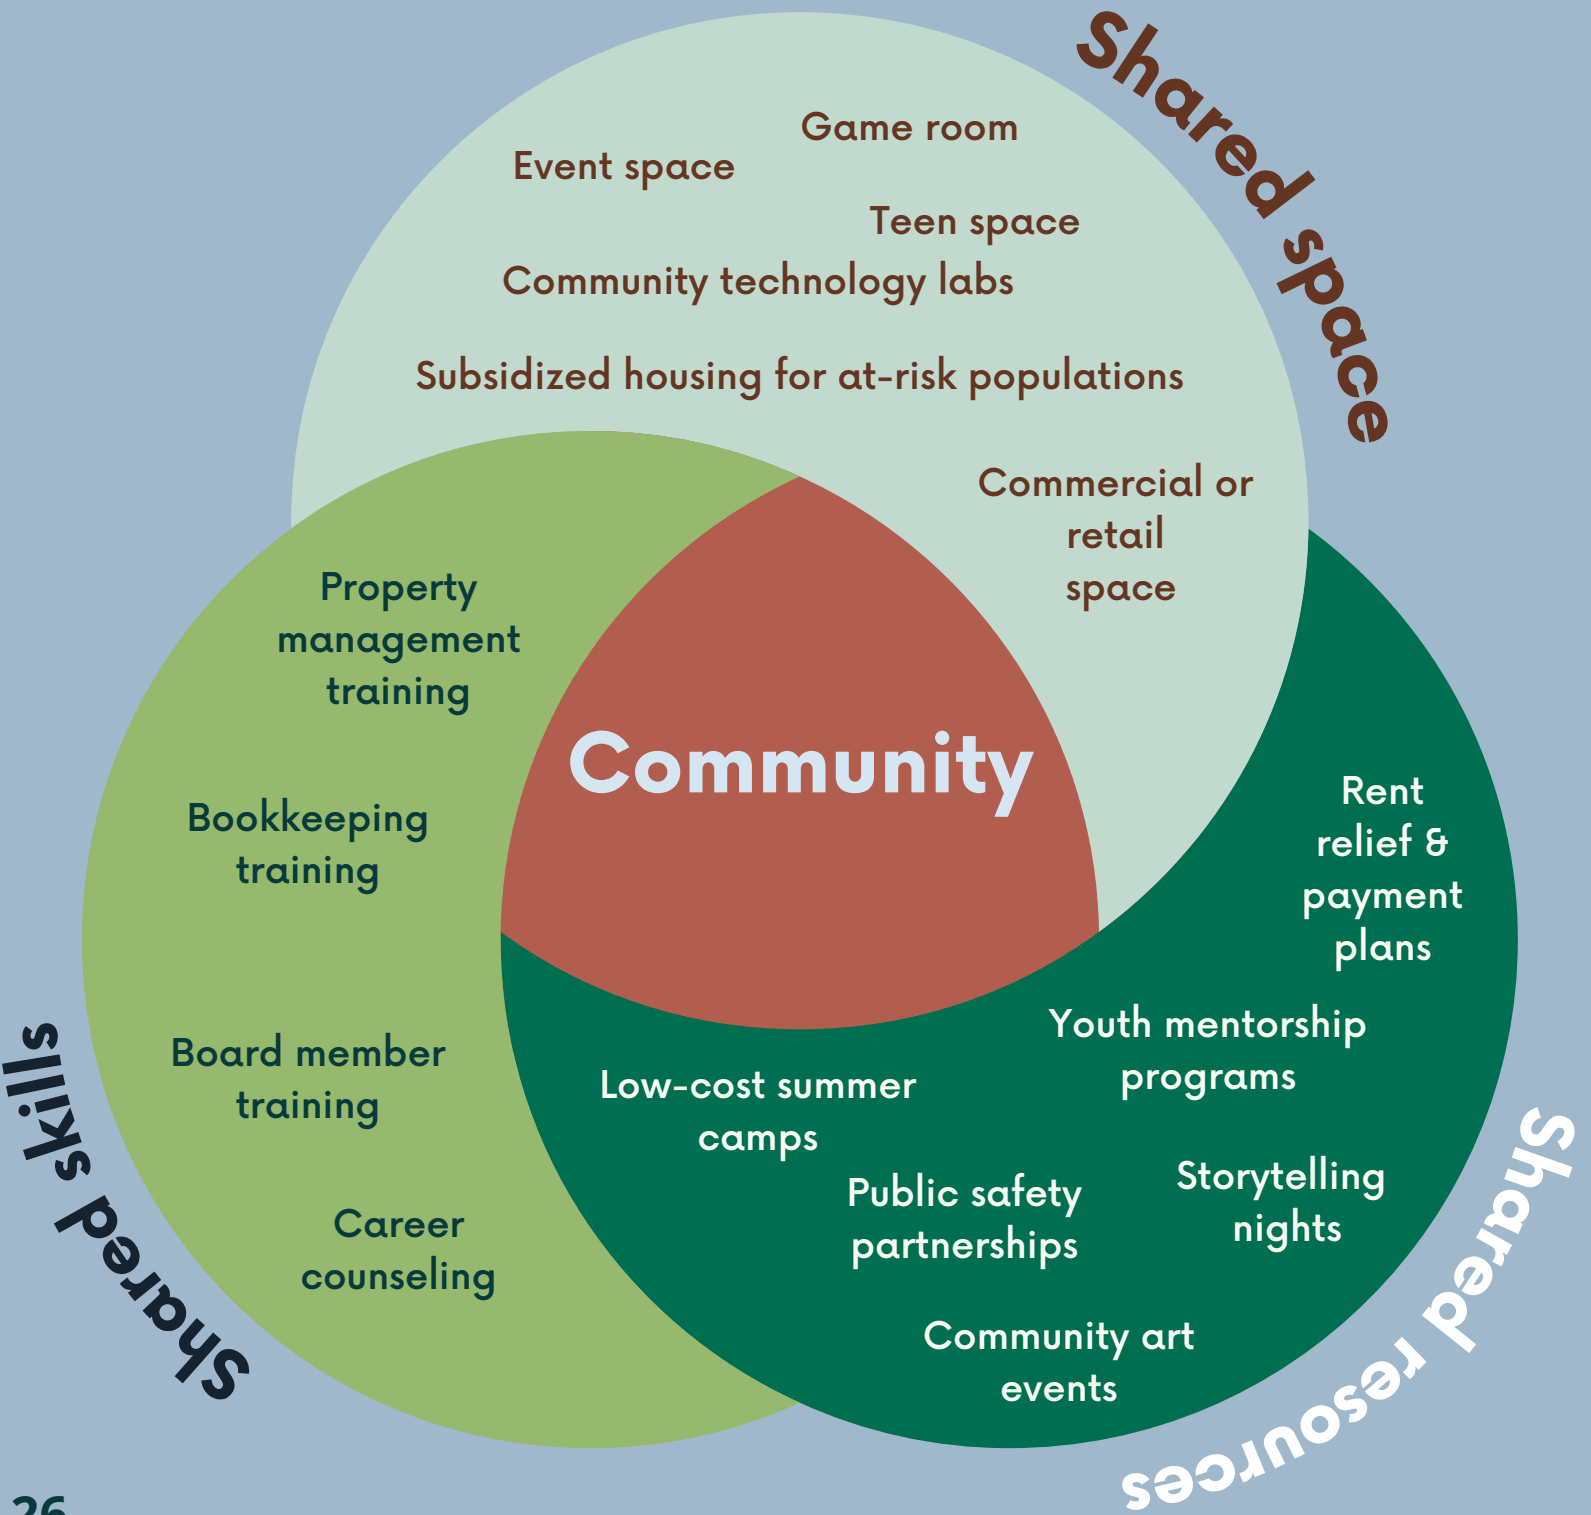 Shared space
Game room
Event space
Teen space
Community technology labs
Subsidized housing for at-risk populations
Commercial or
retail
space
Property
management
training
Bookkeeping
training
Board member
training
Career
counseling
Shared skills
Community
Rent
relief &
payment
plans
Youth mentorship
programs
Low-cost summer
camps
Public safety
partnerships
Storytelling
nights
Community art
events
Shared resources
26